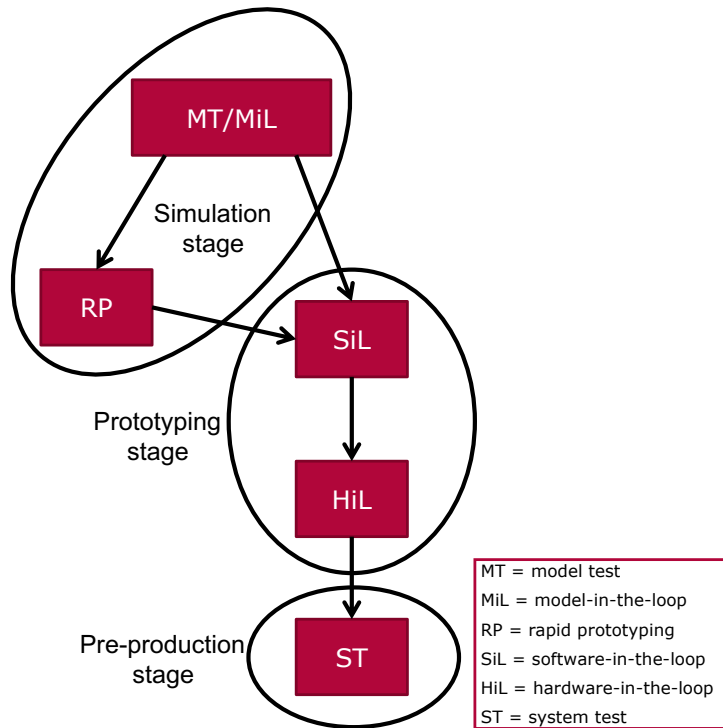 MT/MiL
Simulation
stage
RP
SiL
Prototyping
stage
HiL
Pre-production
stage
ST
MT = model test
MiL = model-in-the-loop
RP = rapid prototyping
SiL = software-in-the-loop
HiL = hardware-in-the-loop
ST = system test